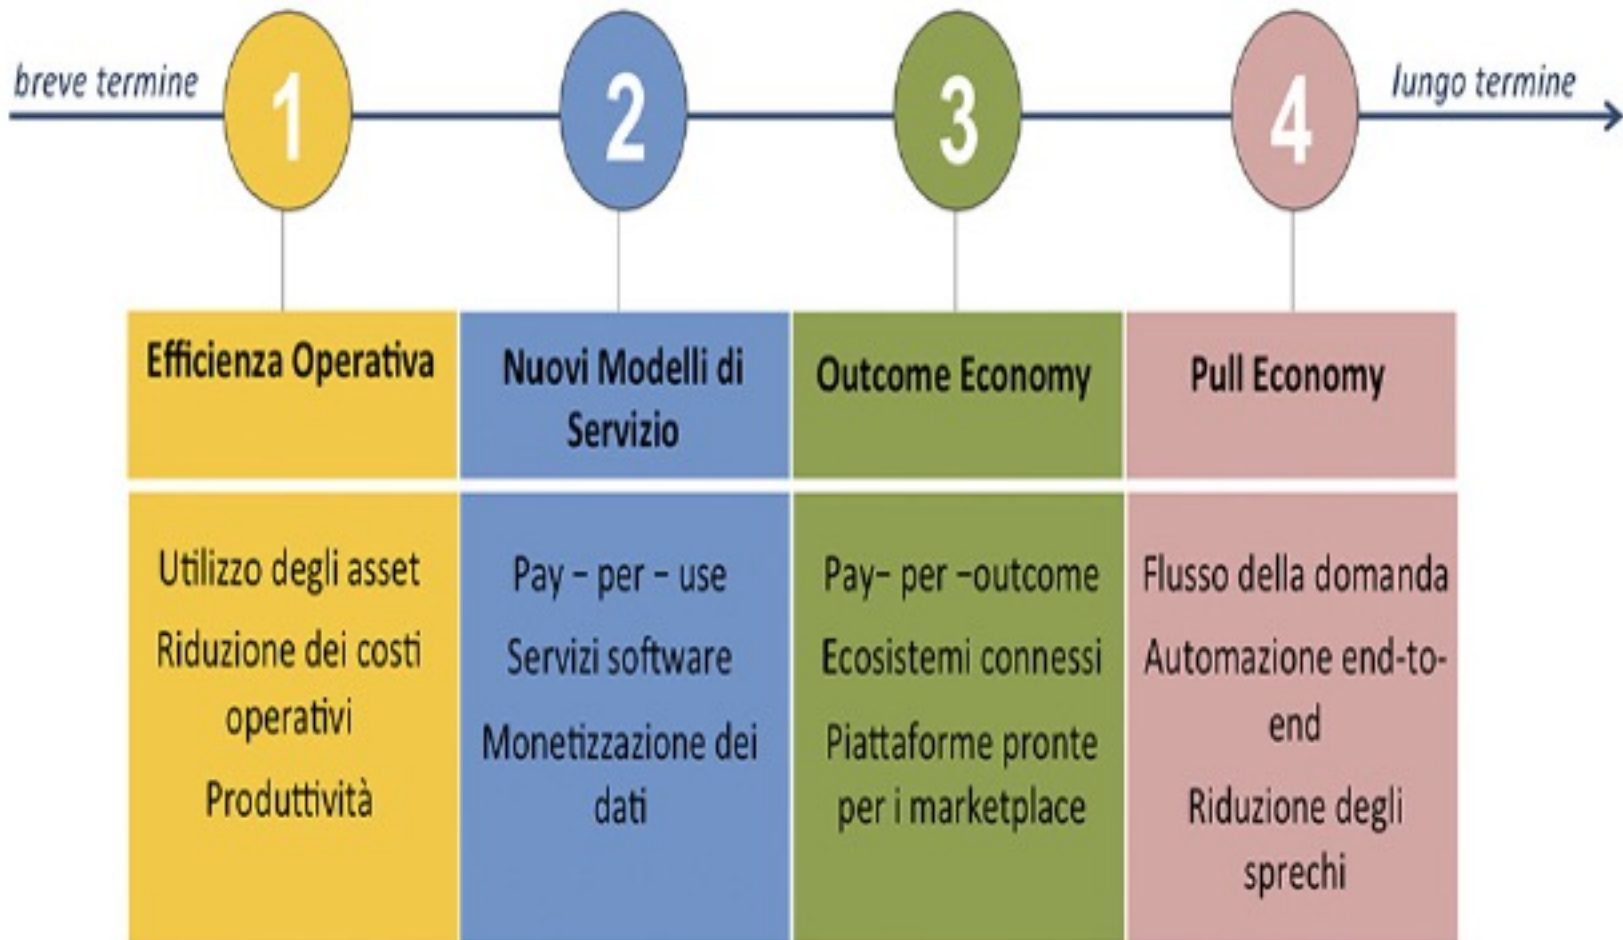 breve termine
1
2
3
4
lungo termine
Efficienza Operativa
Nuovi Modelli di
Servizio
Outcome Economy
Pull Economy
Utilizzo degli asset
Riduzione dei costi
operativi
Produttività
Pay – per – use
Servizi software
Monetizzazione dei
dati
Pay– per –outcome
Ecosistemi connessi
Piattaforme pronte
per i marketplace
Flusso della domanda
Automazione end-to-
end
Riduzione degli
sprechi